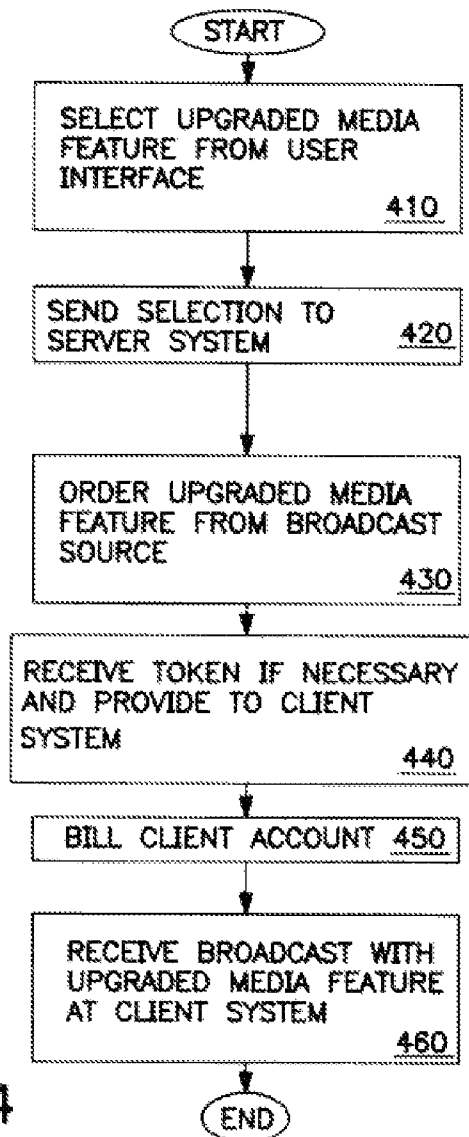 START
SELECT UPGRADED MEDIA
FEATURE FROM USER
INTERFACE
410
SEND SELECTION TO
SERVER SYSTEM 420
ORDER UPGRADED MEDIA
FEATURE FROM BROADCAST
SOURCE
430
RECEIVE TOKEN IF NECESSARY
AND PROVIDE TO CLIENT
SYSTEM
440
BILL CLIENT ACCOUNT 450
RECEIVE BROADCAST WITH
UPGRADED MEDIA FEATURE
AT CLIENT SYSTEM
460
4
END